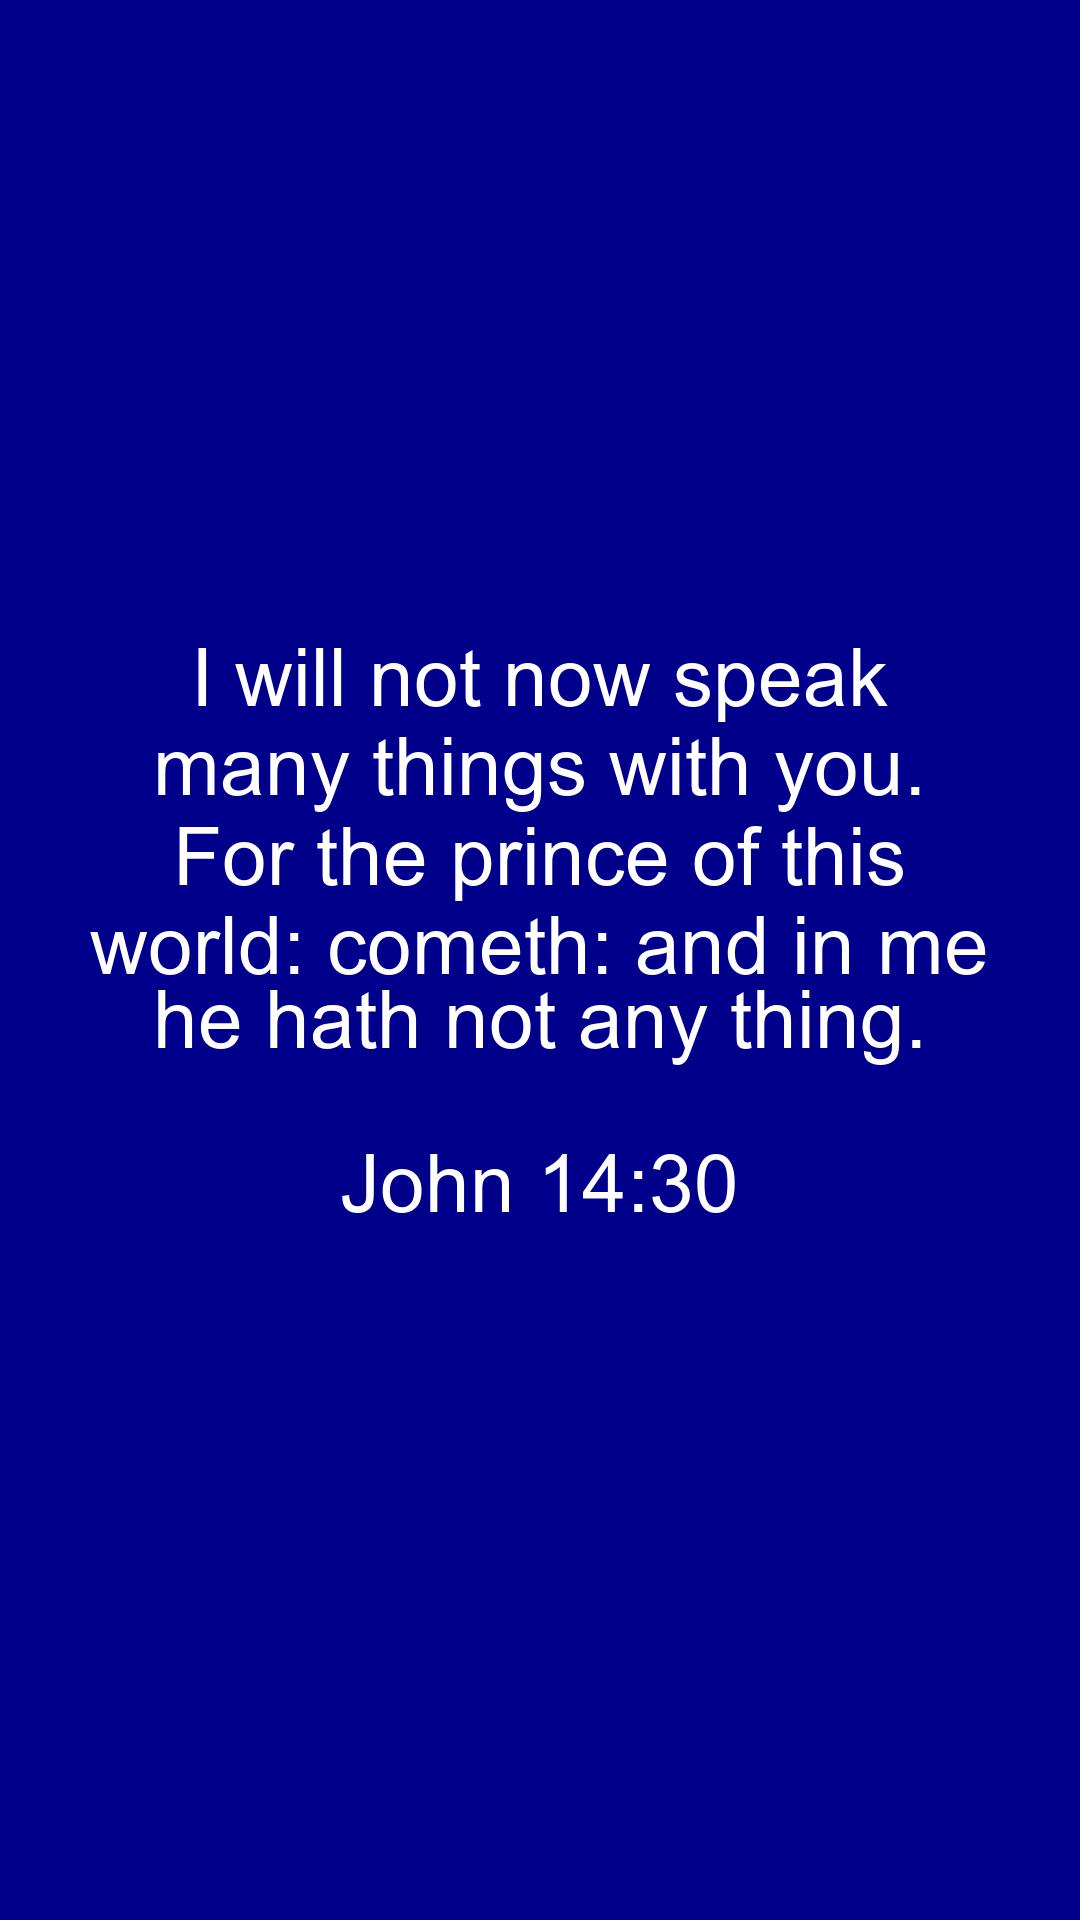 I will not now speak
many things with you.
For the prince of this
world: cometh: and in me
he hath not any thing.
John 14:30